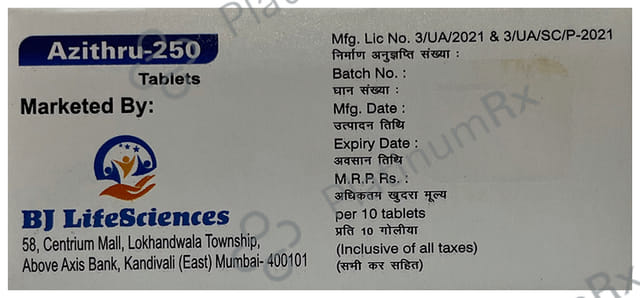 Azithru-250
Tablets
Marketed By:
BJ LifeSciences
58, Centrium Mall, Lokhandwala Township,
Above Axis Bank, Kandivali (East) Mumbai- 400101
Mfg. Lic No. 3/UA/2021 & 3/UA/SC/P-2021
निर्माण अनुज्ञप्ति संख्या :
Batch No. :
घान संख्या :
Mfg. Date :
उत्पादन तिथि
Expiry Date :
अवसान तिथि
M.R.P. Rs. :
अधिकतम खुदरा मूल्य
per 10 tablets
प्रति 10 गोलीया
(Inclusive of all taxes)
(सभी कर सहित)
PlatinumRx